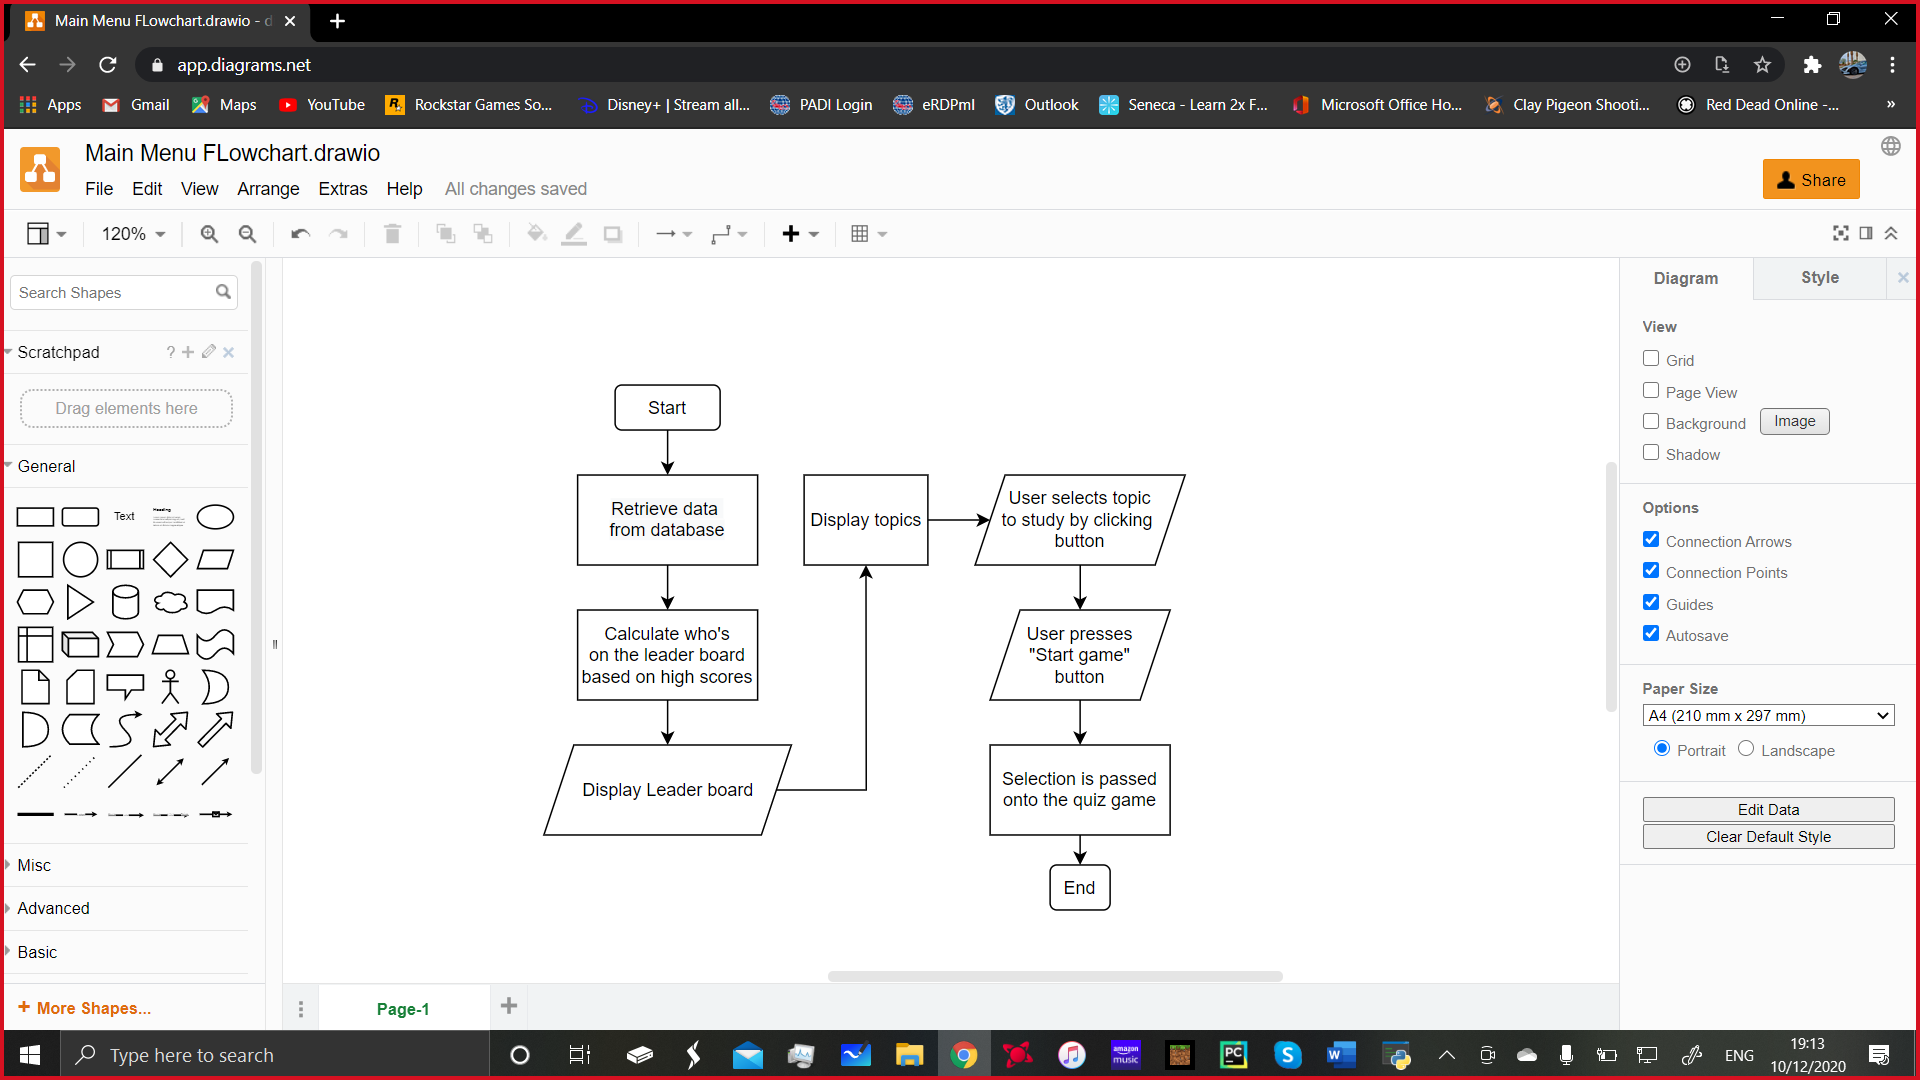 Main Menu FLowchart.drawio - d
app.diagrams.net
Apps
Gmail
Maps
YouTube
Rockstar Games So...
Disney+ | Stream all...
PADI Login
eRDPml
Outlook
Seneca - Learn 2x F...
Microsoft Office Ho...
Clay Pigeon Shooti...
Red Dead Online -...
»
Main Menu FLowchart.drawio
File
Edit
View
Arrange
Extras
Help
All changes saved
Share
120%
Search Shapes
Scratchpad
?
Drag elements here
General
Text
Heading
Misc
Advanced
Basic
+ More Shapes...
Start
Retrieve data
from database
Calculate who's
on the leader board
based on high scores
Display Leader board
Display topics
User selects topic
to study by clicking
button
User presses
"Start game"
button
Selection is passed
onto the quiz game
End
Page-1
Diagram
Style
View
Grid
Page View
Background
Image
Shadow
Options
Connection Arrows
Connection Points
Guides
Autosave
Paper Size
A4 (210 mm x 297 mm)
Portrait
Landscape
Edit Data
Clear Default Style
Type here to search
amazon
music
PC
S
W
ENG
19:13
10/12/2020